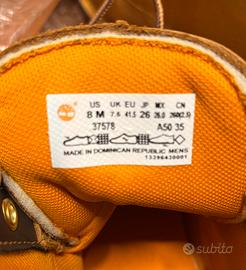 US UK EU JP MX CN
8 M 7.5 41.5 26 26.0 260(2.5)
37578 A50 35
MADE IN DOMINICAN REPUBLIC MENS
13396430001
subito